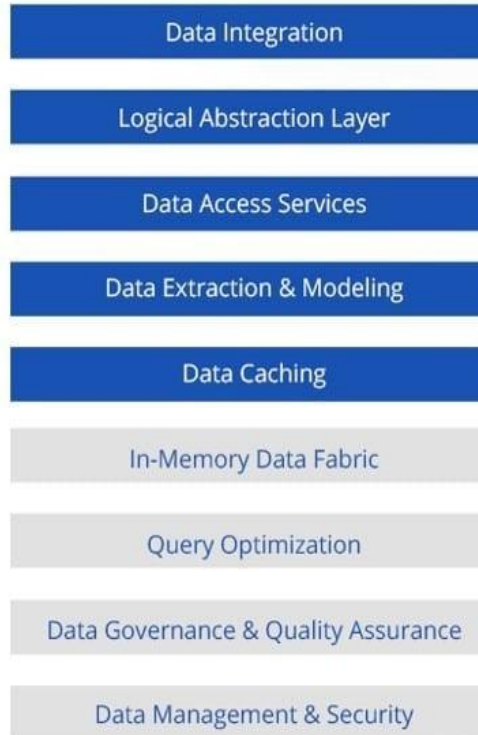 Data Integration
Logical Abstraction Layer
Data Access Services
Data Extraction & Modeling
Data Caching
In-Memory Data Fabric
Query Optimization
Data Governance & Quality Assurance
Data Management & Security